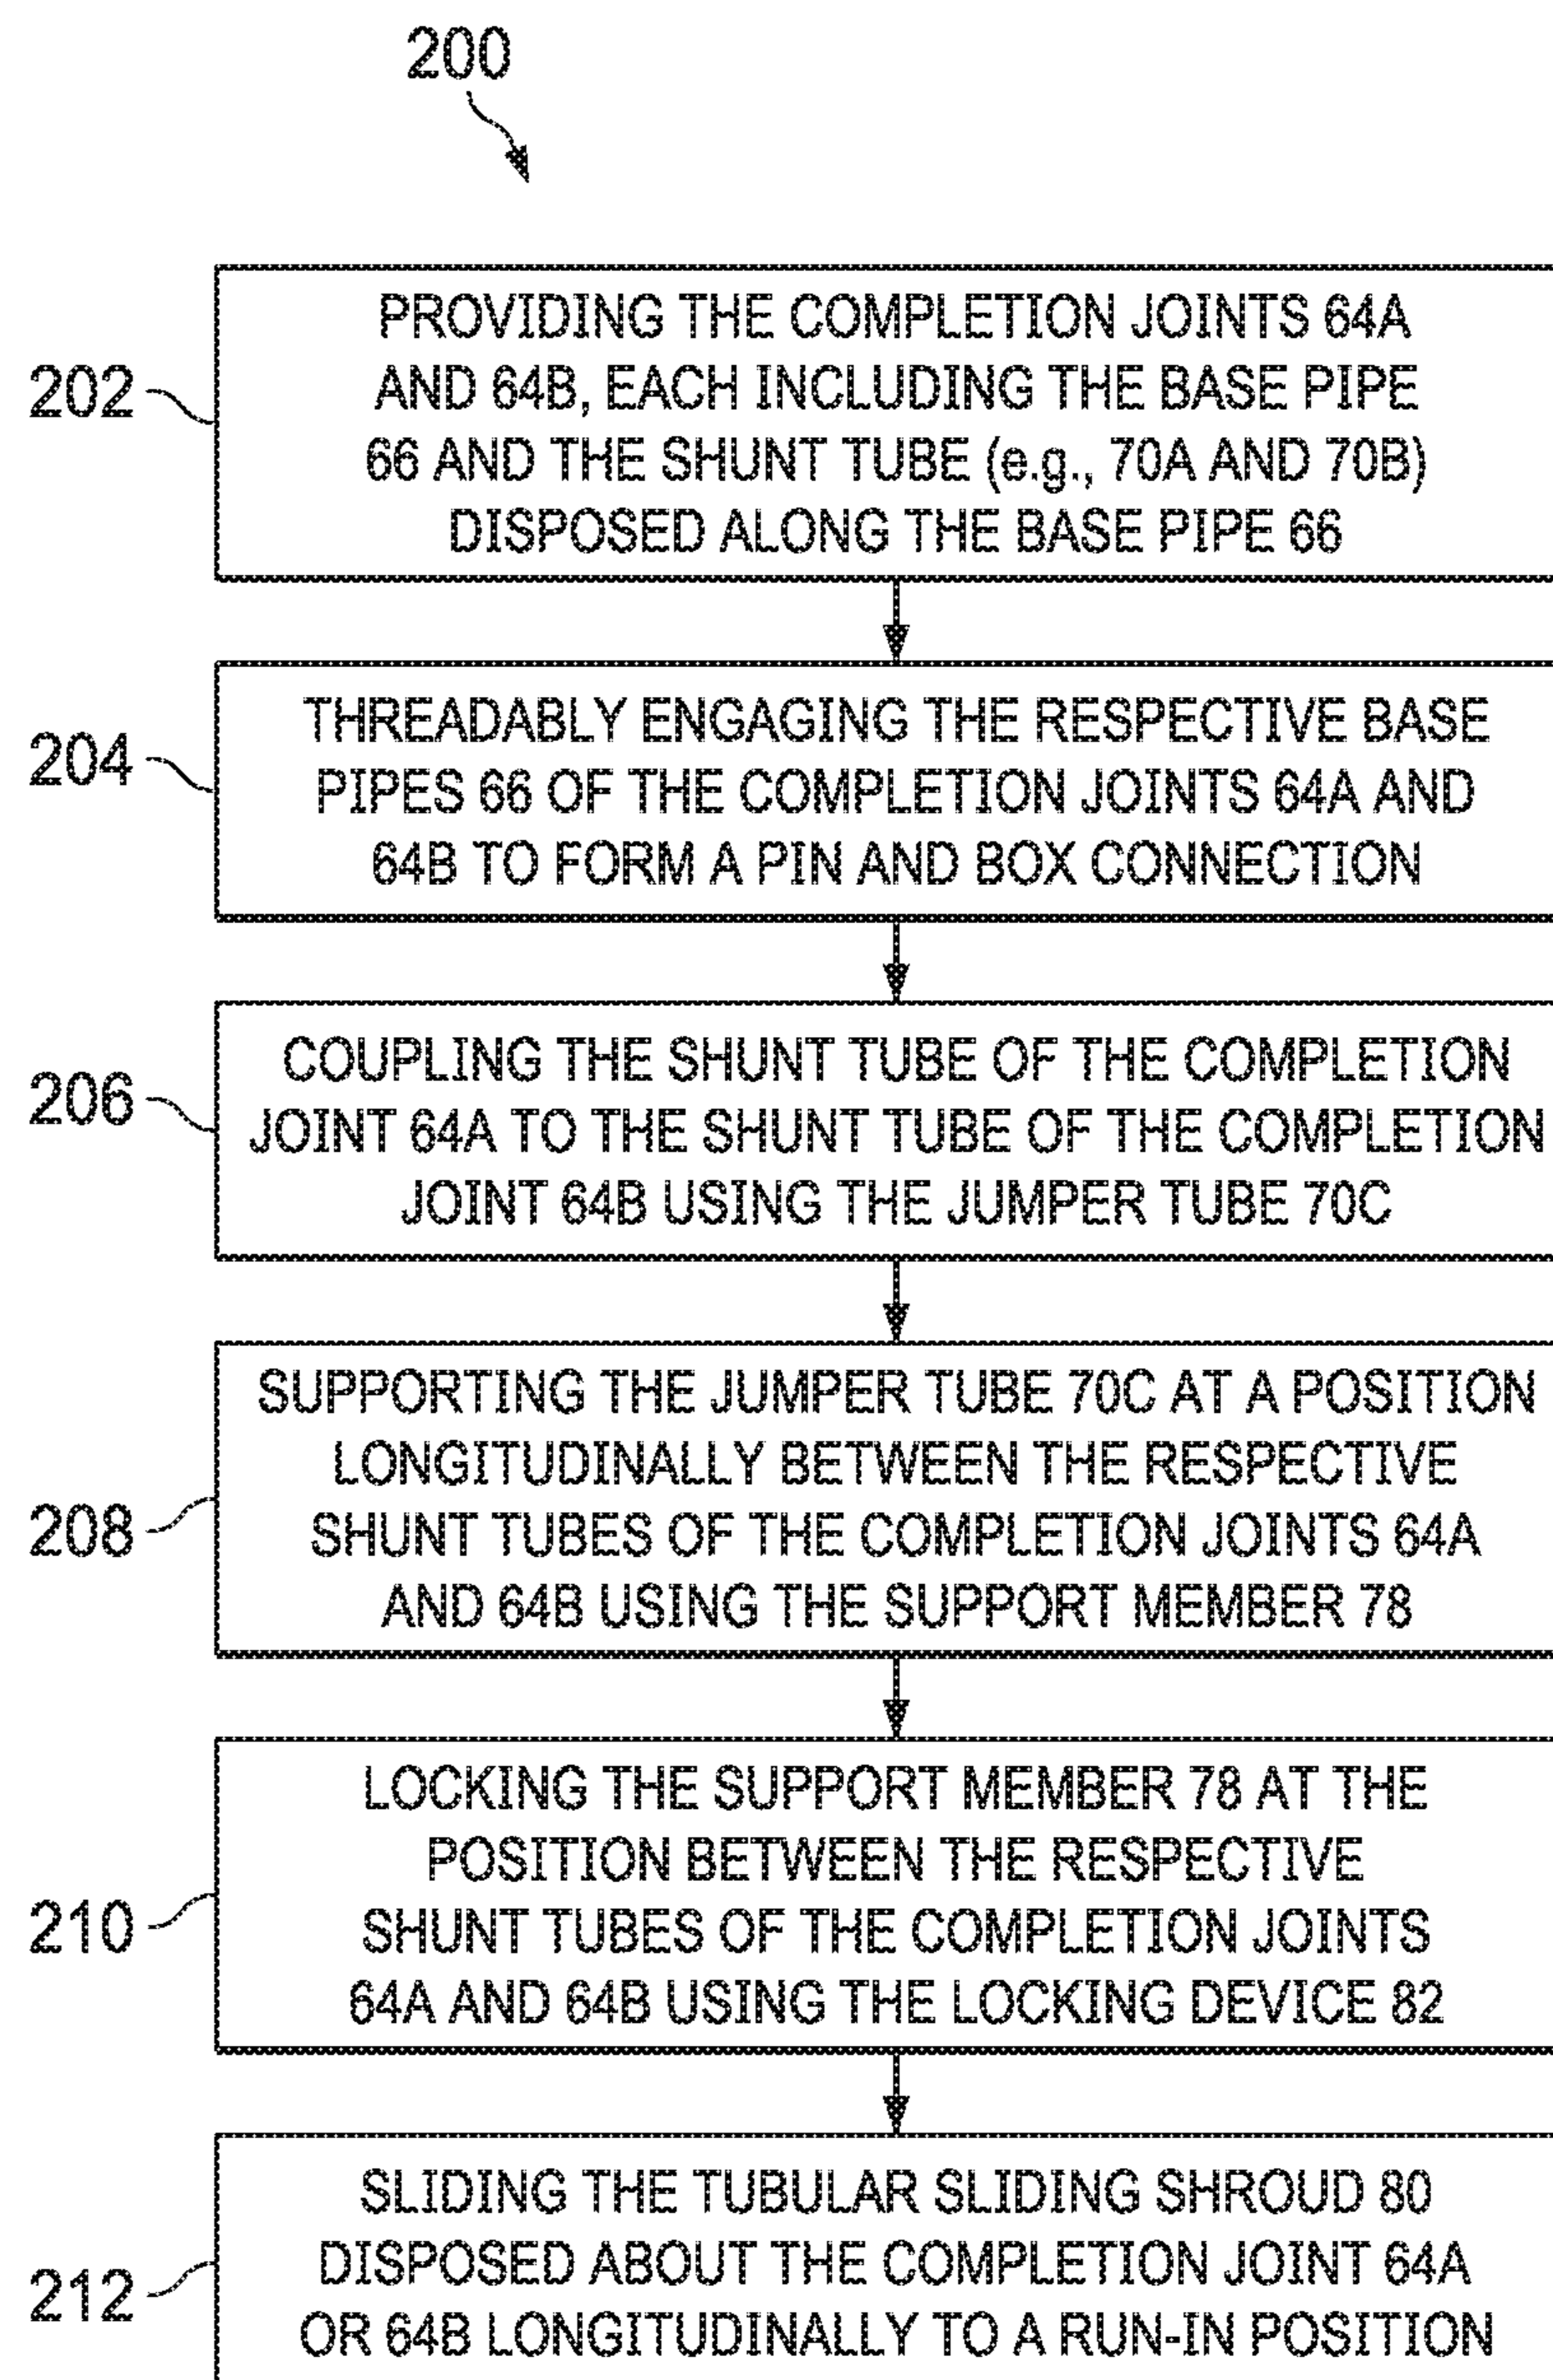 200
202
PROVIDING THE COMPLETION JOINTS 64A
AND 64B, EACH INCLUDING THE BASE PIPE
66 AND THE SHUNT TUBE (e.g., 70A AND 70B)
DISPOSED ALONG THE BASE PIPE 66
204
THREADABLY ENGAGING THE RESPECTIVE BASE
PIPES 66 OF THE COMPLETION JOINTS 64A AND
64B TO FORM A PIN AND BOX CONNECTION
206
COUPLING THE SHUNT TUBE OF THE COMPLETION
JOINT 64A TO THE SHUNT TUBE OF THE COMPLETION
JOINT 64B USING THE JUMPER TUBE 70C
208
SUPPORTING THE JUMPER TUBE 70C AT A POSITION
LONGITUDINALLY BETWEEN THE RESPECTIVE
SHUNT TUBES OF THE COMPLETION JOINTS 64A
AND 64B USING THE SUPPORT MEMBER 78
210
LOCKING THE SUPPORT MEMBER 78 AT THE
POSITION BETWEEN THE RESPECTIVE
SHUNT TUBES OF THE COMPLETION JOINTS
64A AND 64B USING THE LOCKING DEVICE 82
212
SLIDING THE TUBULAR SLIDING SHROUD 80
DISPOSED ABOUT THE COMPLETION JOINT 64A
OR 64B LONGITUDINALLY TO A RUN-IN POSITION